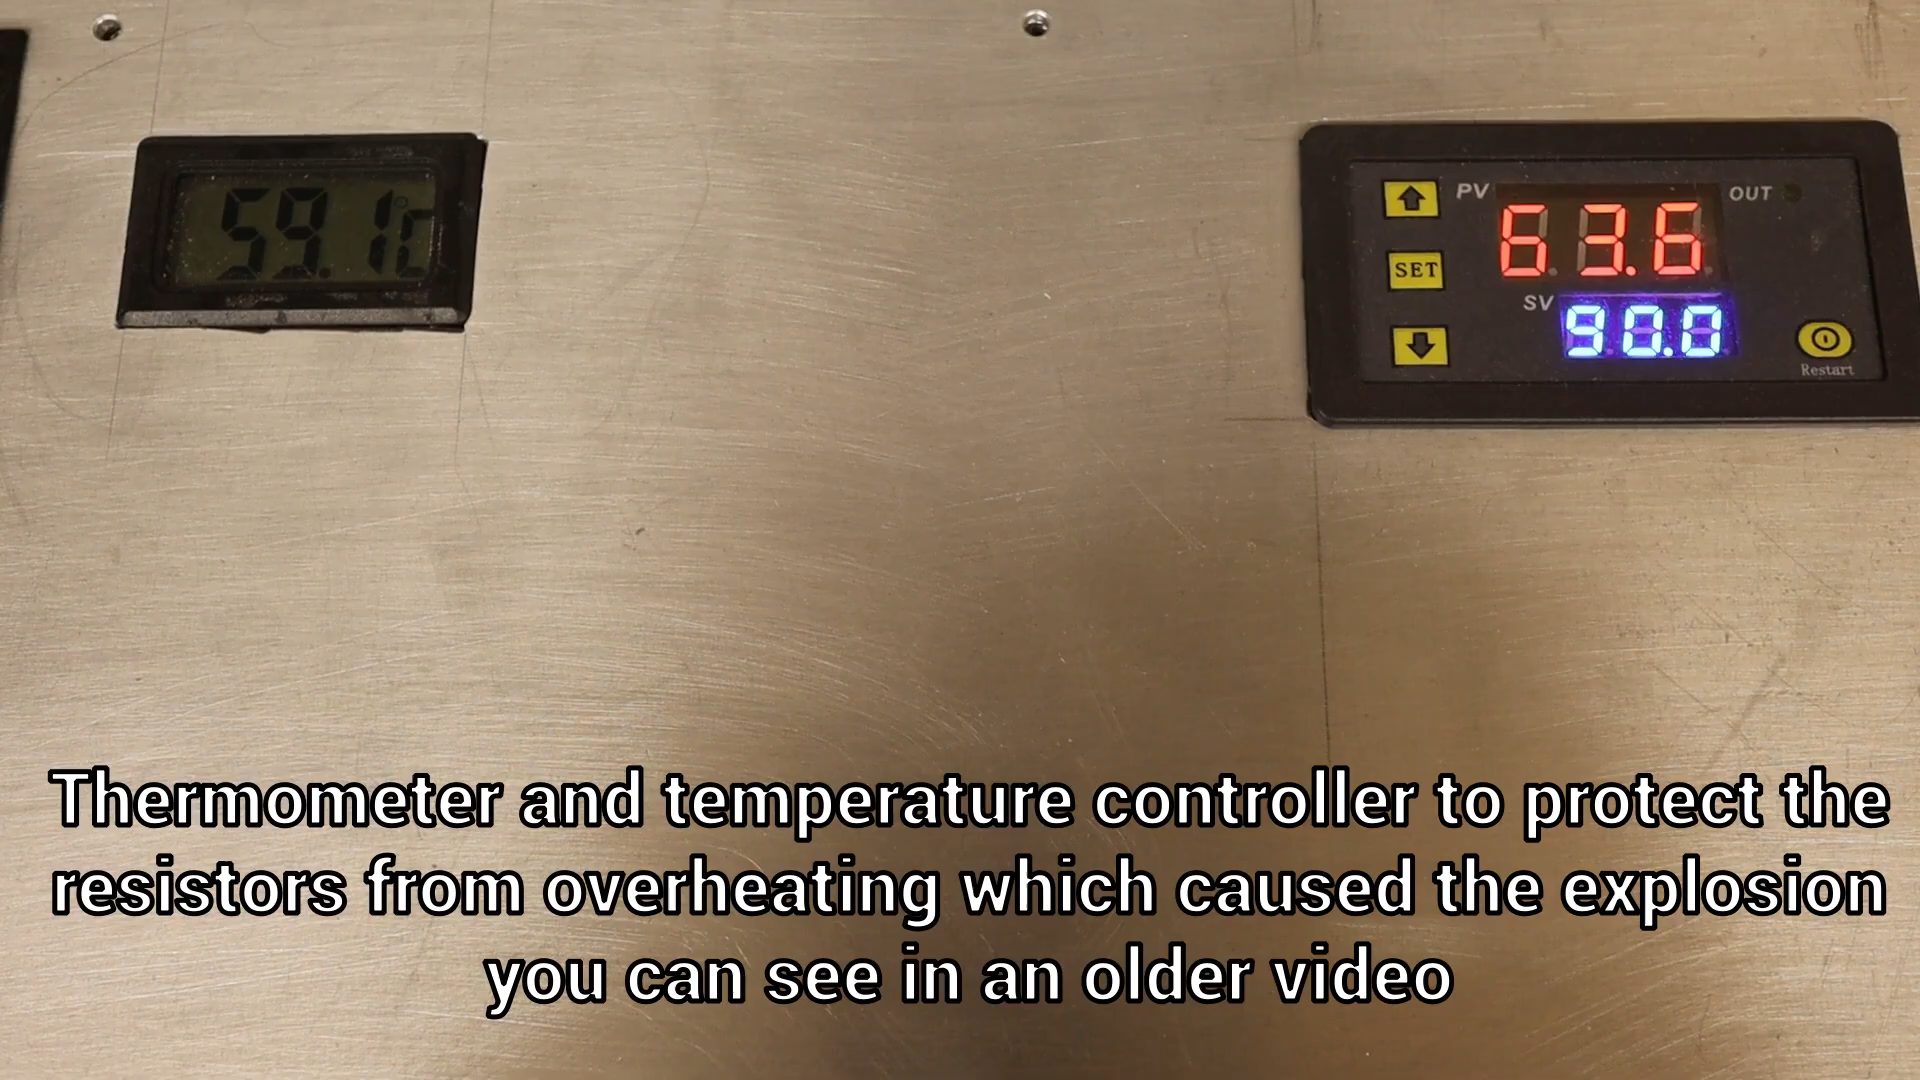 59.1°C
PV
63.6
OUT
SET
SV
90.0
Restart
Thermometer and temperature controller to protect the
resistors from overheating which caused the explosion
you can see in an older video